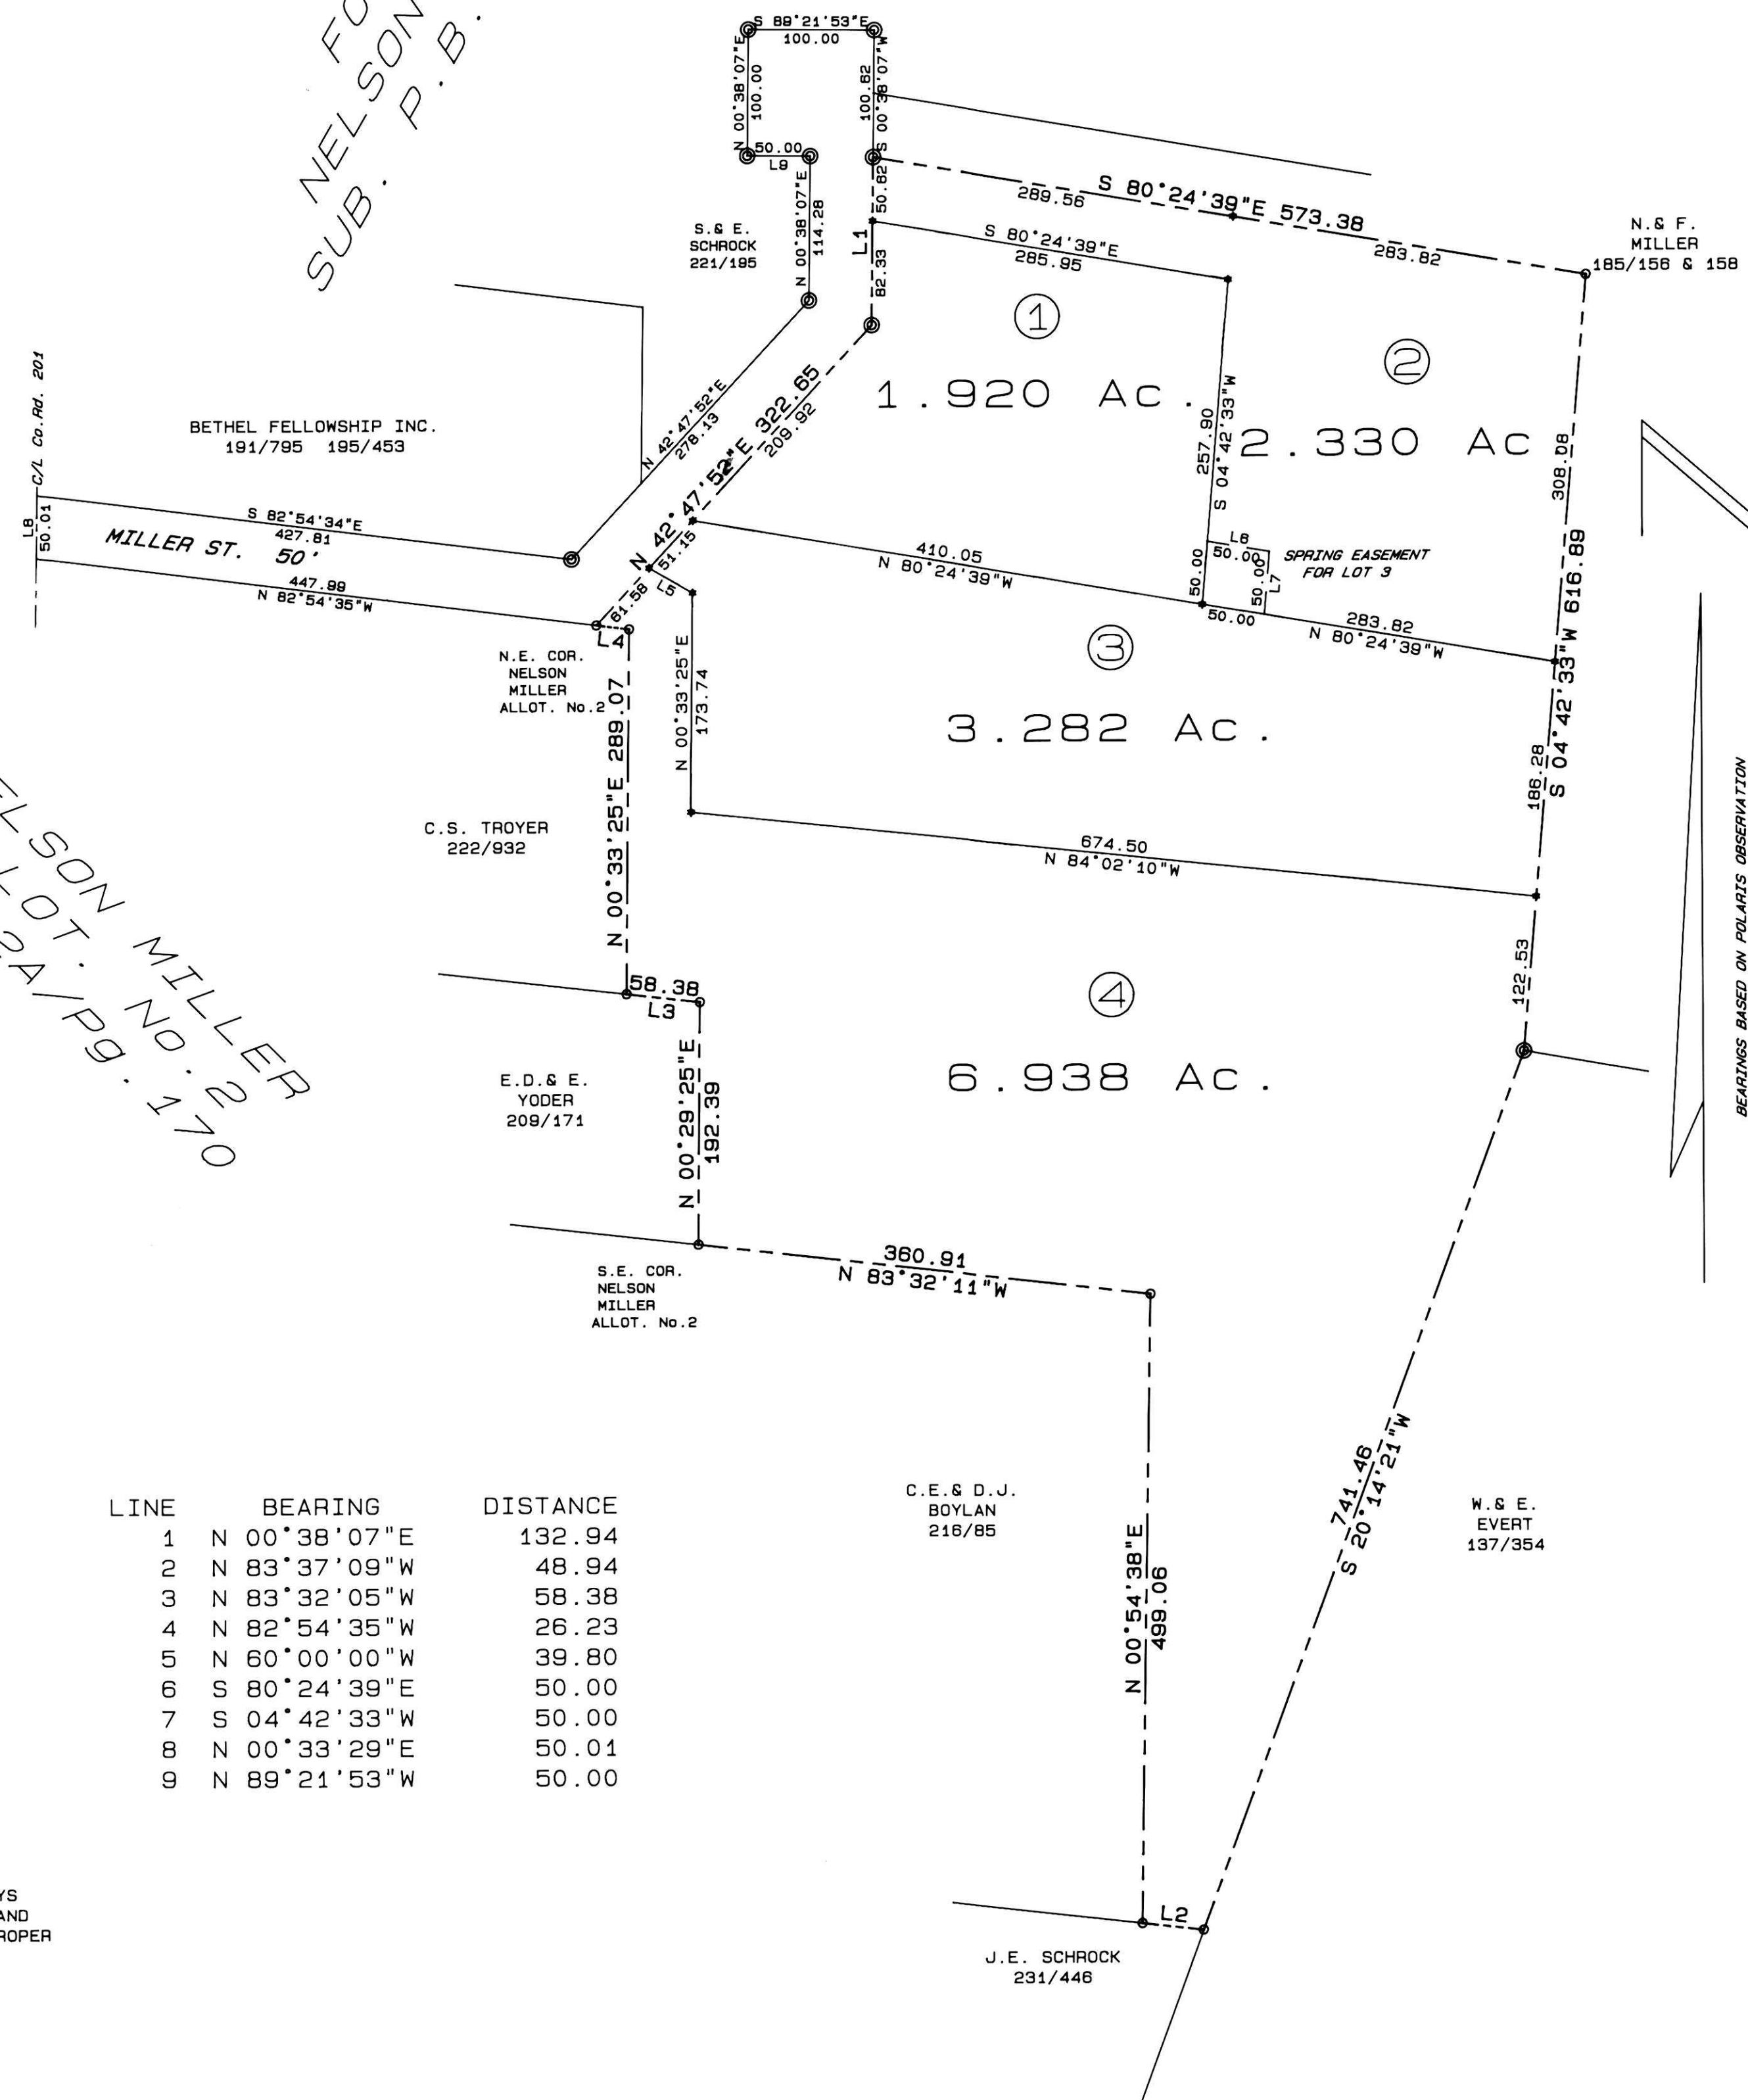 FO
NELSON
SUB. P.B.
S 89°21'53"E
100.00
N 00°38'07"E
100.00
100.62
S 00°38'07"W
50.00
L9
N 00°38'07"E
114.28
50.62
L1
82.33
S.& E.
SCHROCK
221/195
S 80°24'39"E 573.38
289.56
283.82
S 80°24'39"E
285.95
N.& F.
MILLER
185/156 & 158
1
1.920 Ac.
2
2.330 Ac
257.90
S 04°42'33"W
308.08
S 04°42'33"W 616.89
C/L Co.Rd. 201
BETHEL FELLOWSHIP INC.
191/795 195/453
N 42°47'52"E
278.13
N 42°47'52"E 322.65
209.92
51.15
61.58
L5
L8
50.01
S 82°54'34"E
427.81
MILLER ST. 50'
447.99
N 82°54'35"W
L4
410.05
N 80°24'39"W
L6
50.00
50.00
50.00
L7
50.00
SPRING EASEMENT
FOR LOT 3
283.82
N 80°24'39"W
N.E. COR.
NELSON
MILLER
ALLOT. No.2
3
3.282 Ac.
N 00°33'25"E
173.74
N 00°33'25"E 289.07
186.28
BEARINGS BASED ON POLARIS OBSERVATION
C.S. TROYER
222/932
674.50
N 84°02'10"W
ELSON MILLER
LOT. No.2
2A/Pg.170
122.53
58.38
L3
4
6.938 Ac.
E.D.& E.
YODER
209/171
N 00°29'25"E
192.39
360.91
N 83°32'11"W
S.E. COR.
NELSON
MILLER
ALLOT. No.2
C.E.& D.J.
BOYLAN
216/85
N 00°54'38"E
499.06
741.46
S 20°14'21"W
W.& E.
EVERT
137/354
LINE BEARING DISTANCE
1 N 00°38'07"E 132.94
2 N 83°37'09"W 48.94
3 N 83°32'05"W 58.38
4 N 82°54'35"W 26.23
5 N 60°00'00"W 39.80
6 S 80°24'39"E 50.00
7 S 04°42'33"W 50.00
8 N 00°33'29"E 50.01
9 N 89°21'53"W 50.00
YS
AND
ROPER
L2
J.E. SCHROCK
231/446